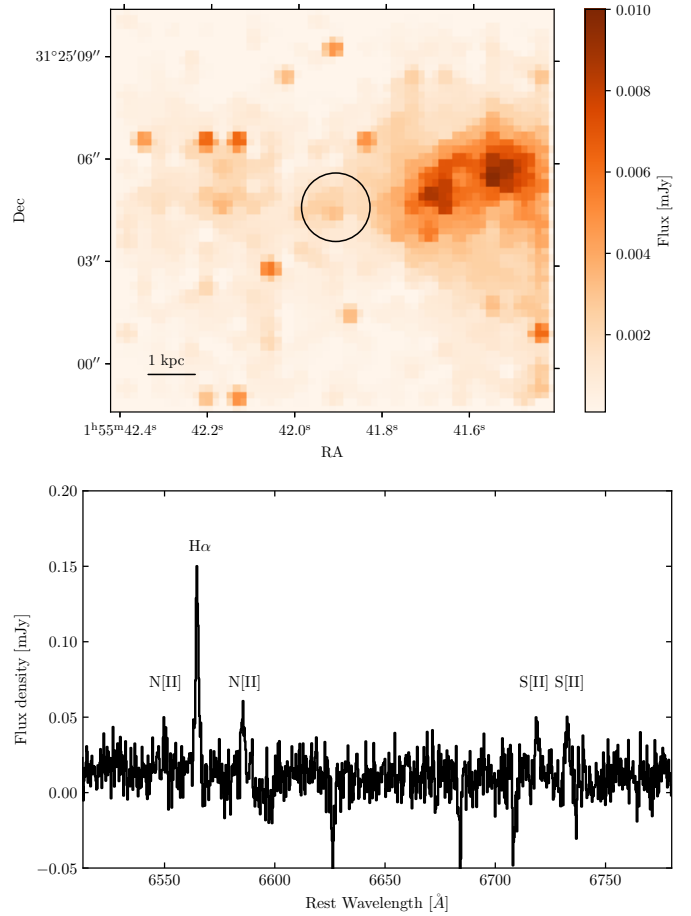 31°25′09″
06″
03″
00″
Dec
1 kpc
1ʰ55ᵐ42.4ˢ
42.2ˢ
42.0ˢ
41.8ˢ
41.6ˢ
RA
0.010
0.008
0.006
0.004
0.002
Flux [mJy]
0.20
0.15
0.10
0.05
0.00
−0.05
Flux density [mJy]
Hα
N[II]
N[II]
S[II] S[II]
6550
6600
6650
6700
6750
Rest Wavelength [Å]